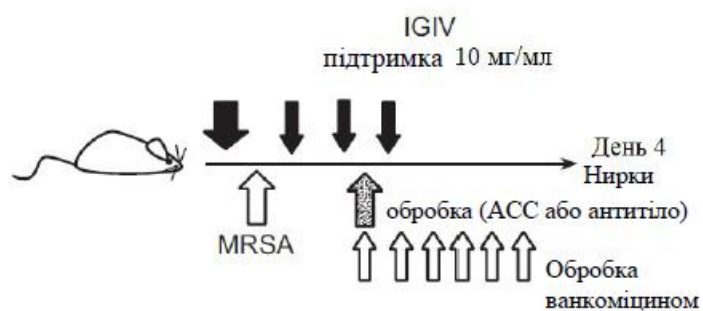 IGIV
підтримка 10 мг/мл
День 4
Нирки
MRSA
обробка (АСС або антитіло)
Обробка
ванкоміцином